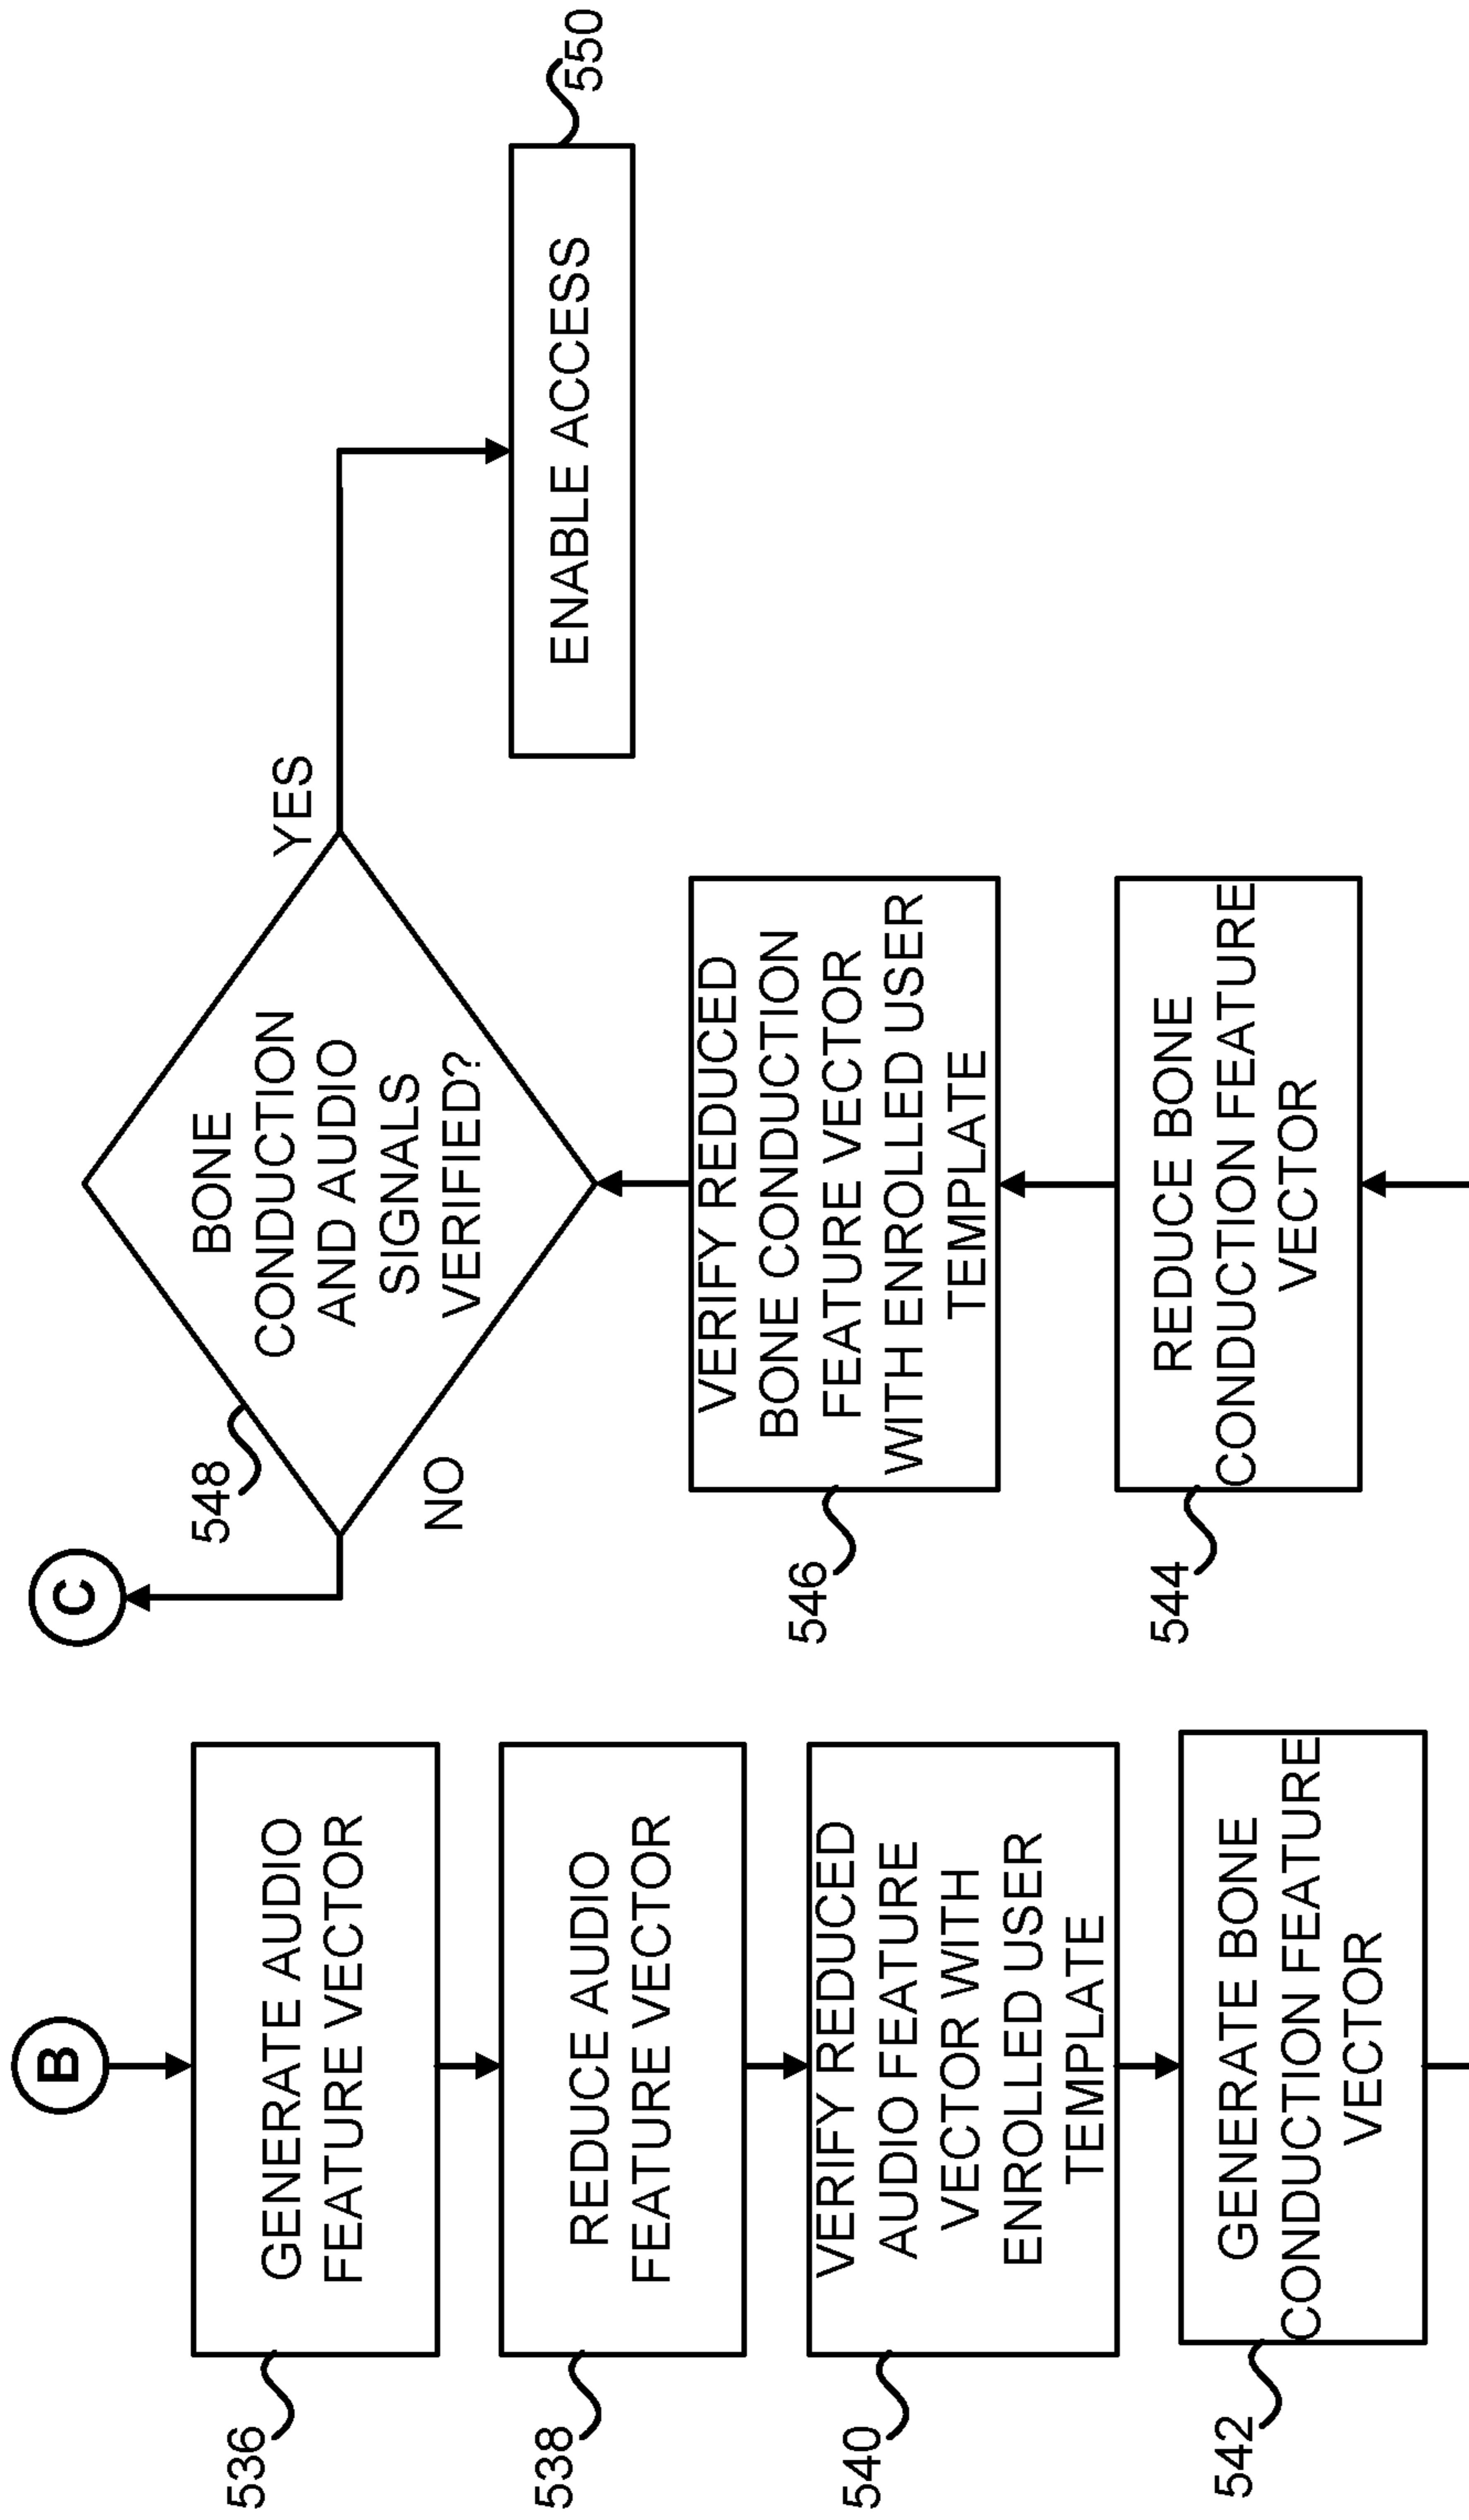 B
536
GENERATE AUDIO
FEATURE VECTOR
538
REDUCE AUDIO
FEATURE VECTOR
540
VERIFY REDUCED
AUDIO FEATURE
VECTOR WITH
ENROLLED USER
TEMPLATE
542
GENERATE BONE
CONDUCTION FEATURE
VECTOR
544
REDUCE BONE
CONDUCTION FEATURE
VECTOR
546
VERIFY REDUCED
BONE CONDUCTION
FEATURE VECTOR
WITH ENROLLED USER
TEMPLATE
548
BONE
CONDUCTION
AND AUDIO
SIGNALS
VERIFIED?
NO
C
YES
550
ENABLE ACCESS